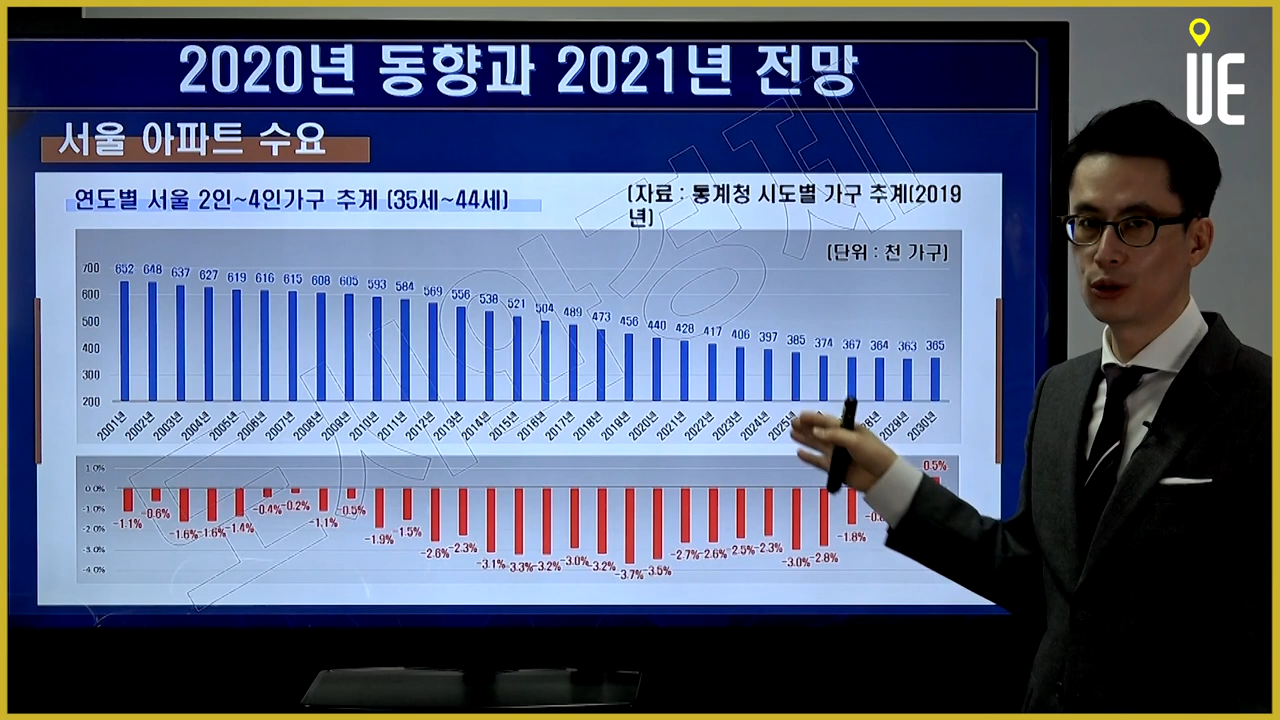 2020년 동향과 2021년 전망
UE
서울 아파트 수요
연도별 서울 2인~4인가구 추계 (35세~44세)
(자료 : 통계청 시도별 가구 추계(2019
년)
(단위 : 천 가구)
700
600
500
400
300
200
652 648 637 627 619 616 615 608 605 593 584 569 556 538 521 504 489 473 456 440 428 417 406 397 385 374 367 364 363 365
2001년 2002년 2003년 2004년 2005년 2006년 2007년 2008년 2009년 2010년 2011년 2012년 2013년 2014년 2015년 2016년 2017년 2018년 2019년 2020년 2021년 2022년 2023년 2024년 2025년 2029년 2030년
1.0%
0.0%
-1.0%
-2.0%
-3.0%
-4.0%
-1.1% -0.6% -1.6% -1.6% -1.4% -0.4% -0.2% -1.1% -0.5% -1.9% 1.5% -2.6% -2.3% -3.1% -3.3% -3.2% -3.0% -3.2% -3.7% -3.5% -2.7% -2.6% -2.5% -2.3% -3.0% -2.8% -1.8% 0.5%
도시와경제